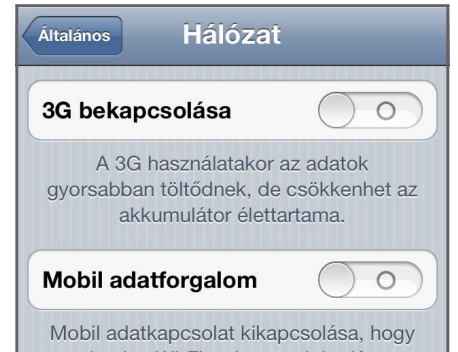 Általános
Hálózat
3G bekapcsolása
A 3G használatakor az adatok
gyorsabban töltődnek, de csökkenhet az
akkumulátor élettartama.
Mobil adatforgalom
Mobil adatkapcsolat kikapcsolása, hogy